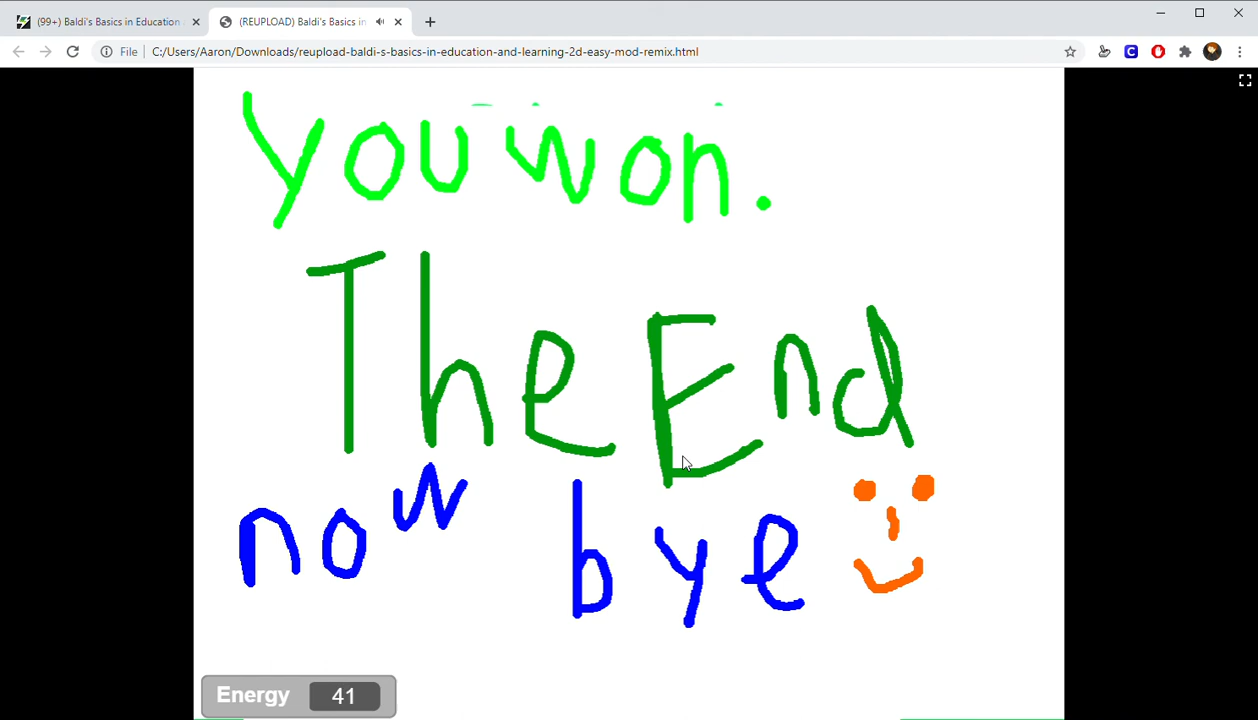 (99+) Baldi's Basics in Education
(REUPLOAD) Baldi's Basics in
File
C:/Users/Aaron/Downloads/reupload-baldi-s-basics-in-education-and-learning-2d-easy-mod-remix.html
You won.
The End
now bye
Energy 41